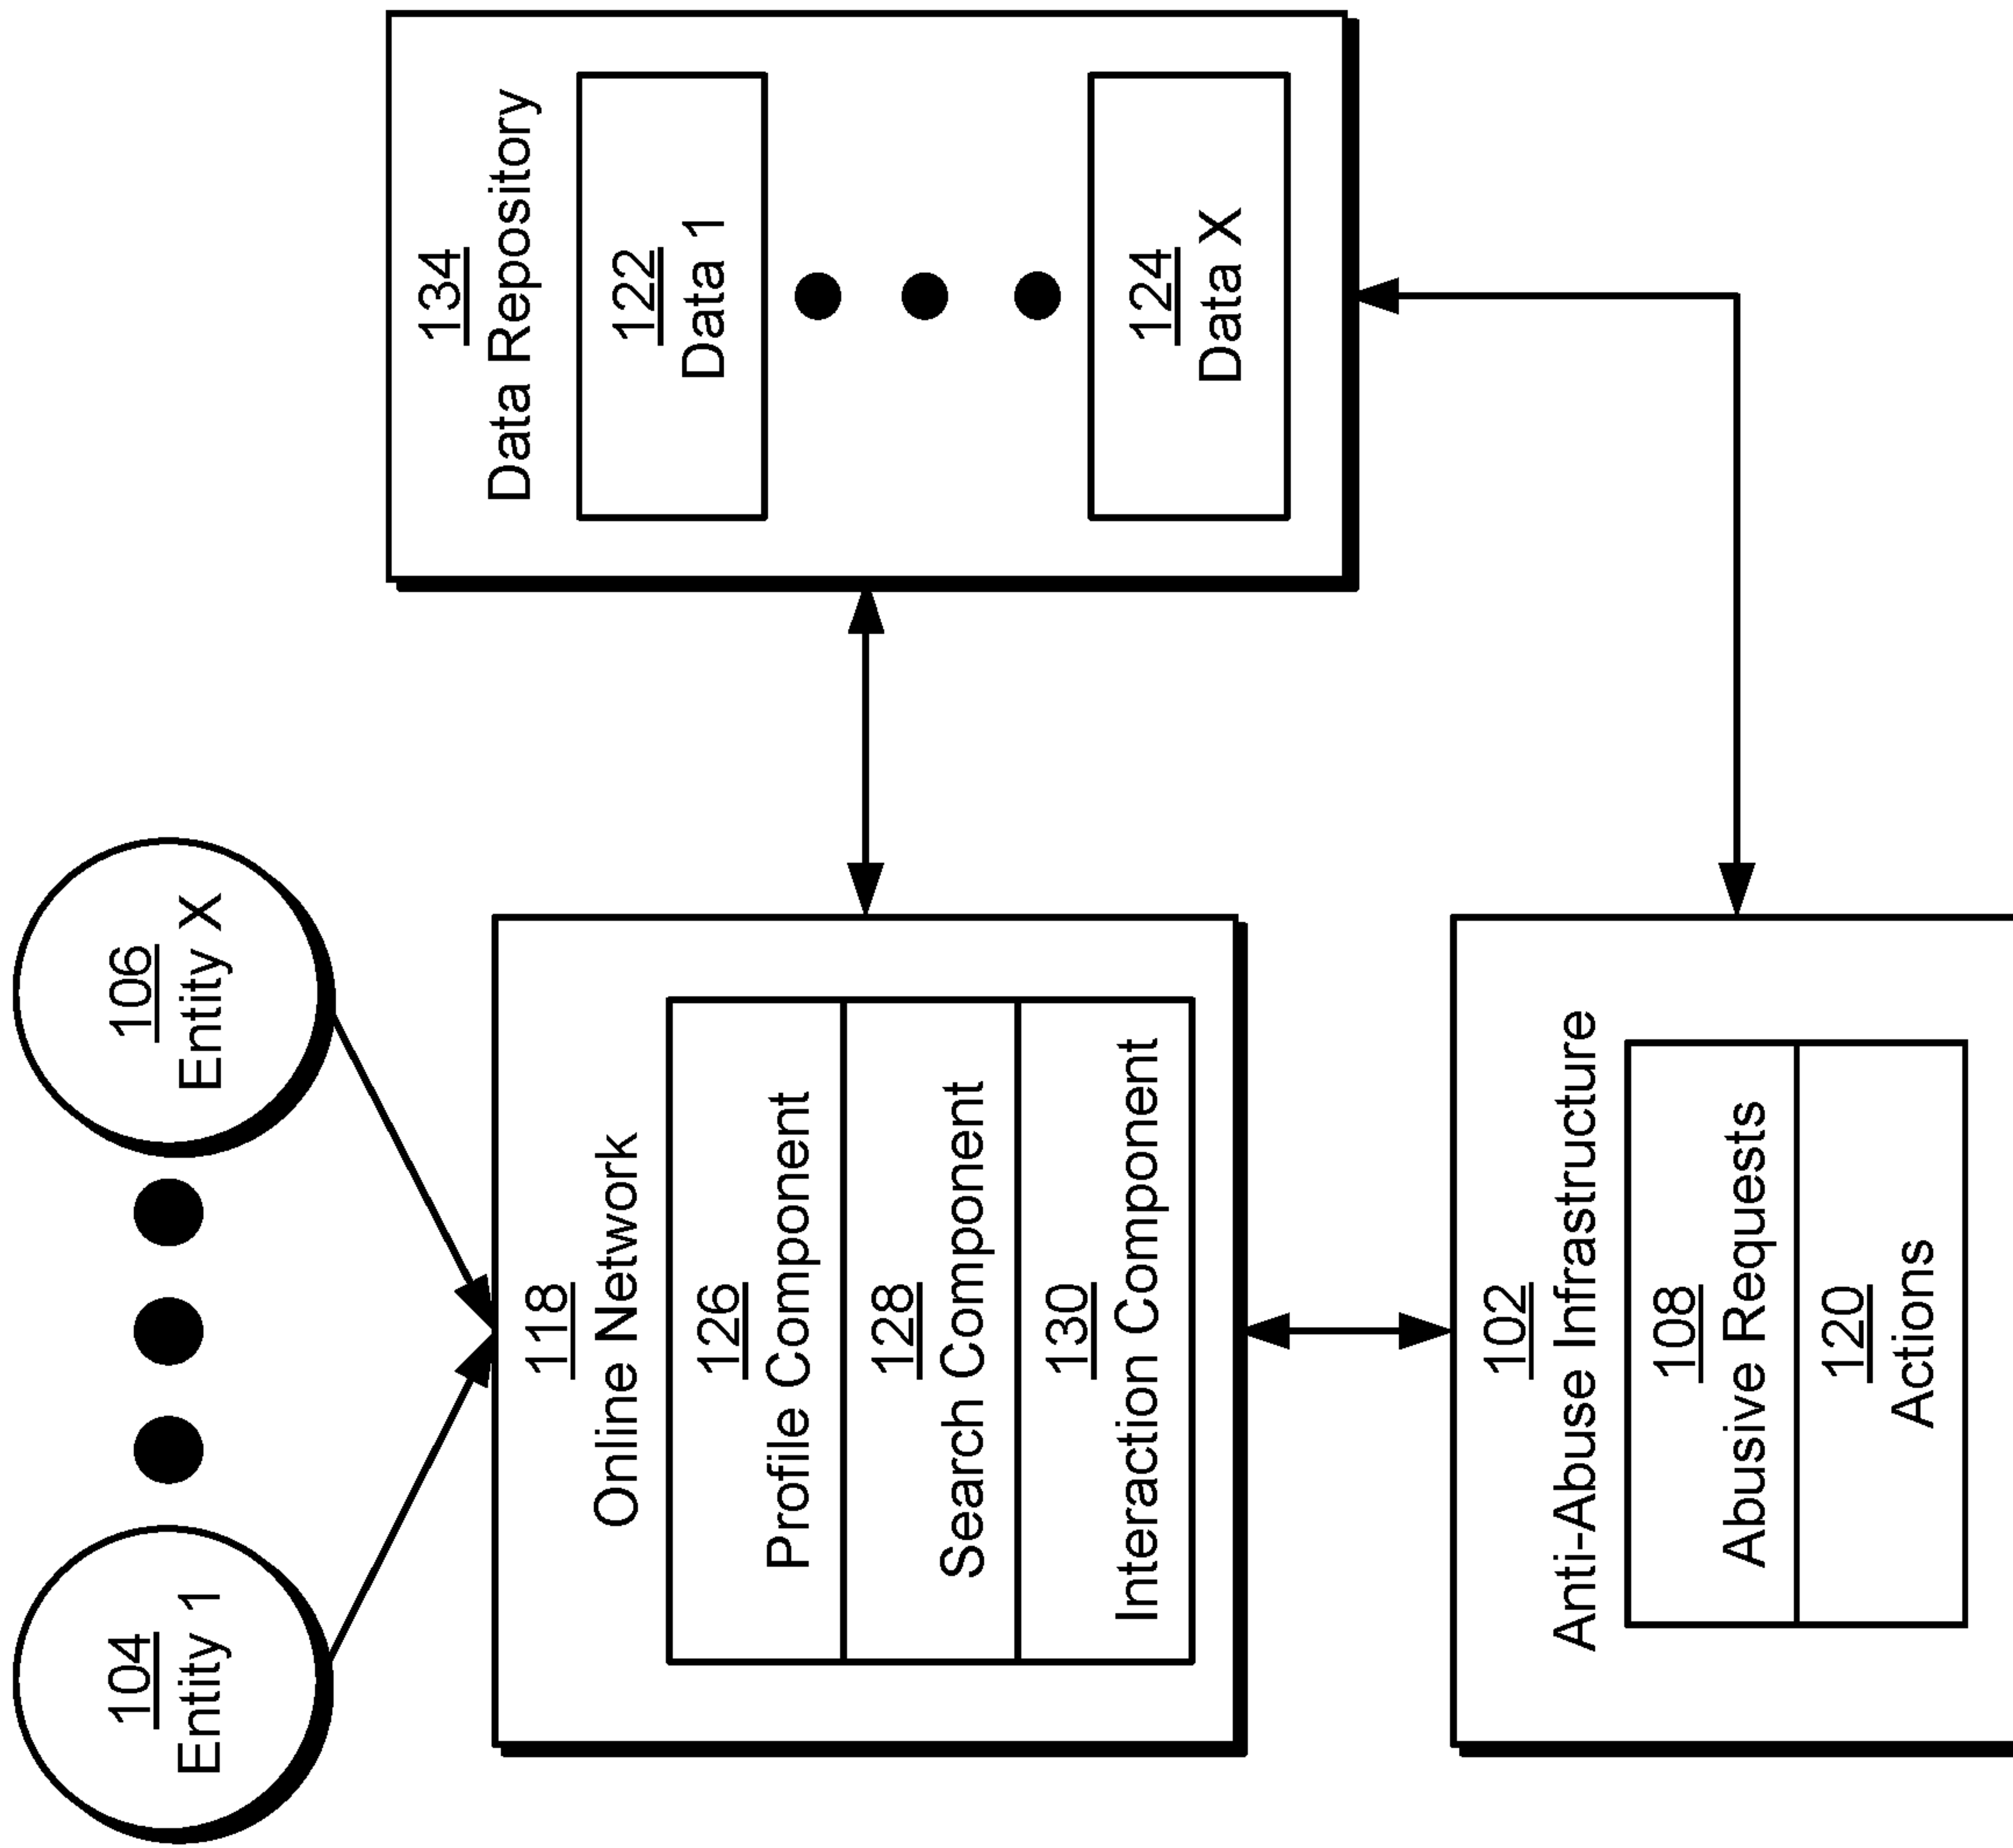 104
Entity 1
106
Entity x
118
Online Network
126
Profile Component
128
Search Component
130
Interaction Component
134
Data Repository
122
Data 1
124
Data x
102
Anti-Abuse Infrastructure
108
Abusive Requests
120
Actions